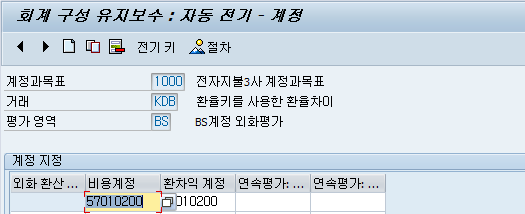 회계 구성 유지보수 : 자동 전기 - 계정
전기 키 절차
계정과목표 1000 전자지불3사 계정과목표
거래 KDB 환율키를 사용한 환율차이
평가 영역 BS BS계정 외화평가
계정 지정
외화 환산 ... 비용계정 환차익 계정 연속평가: ... 연속평가: ...
57010200 010200